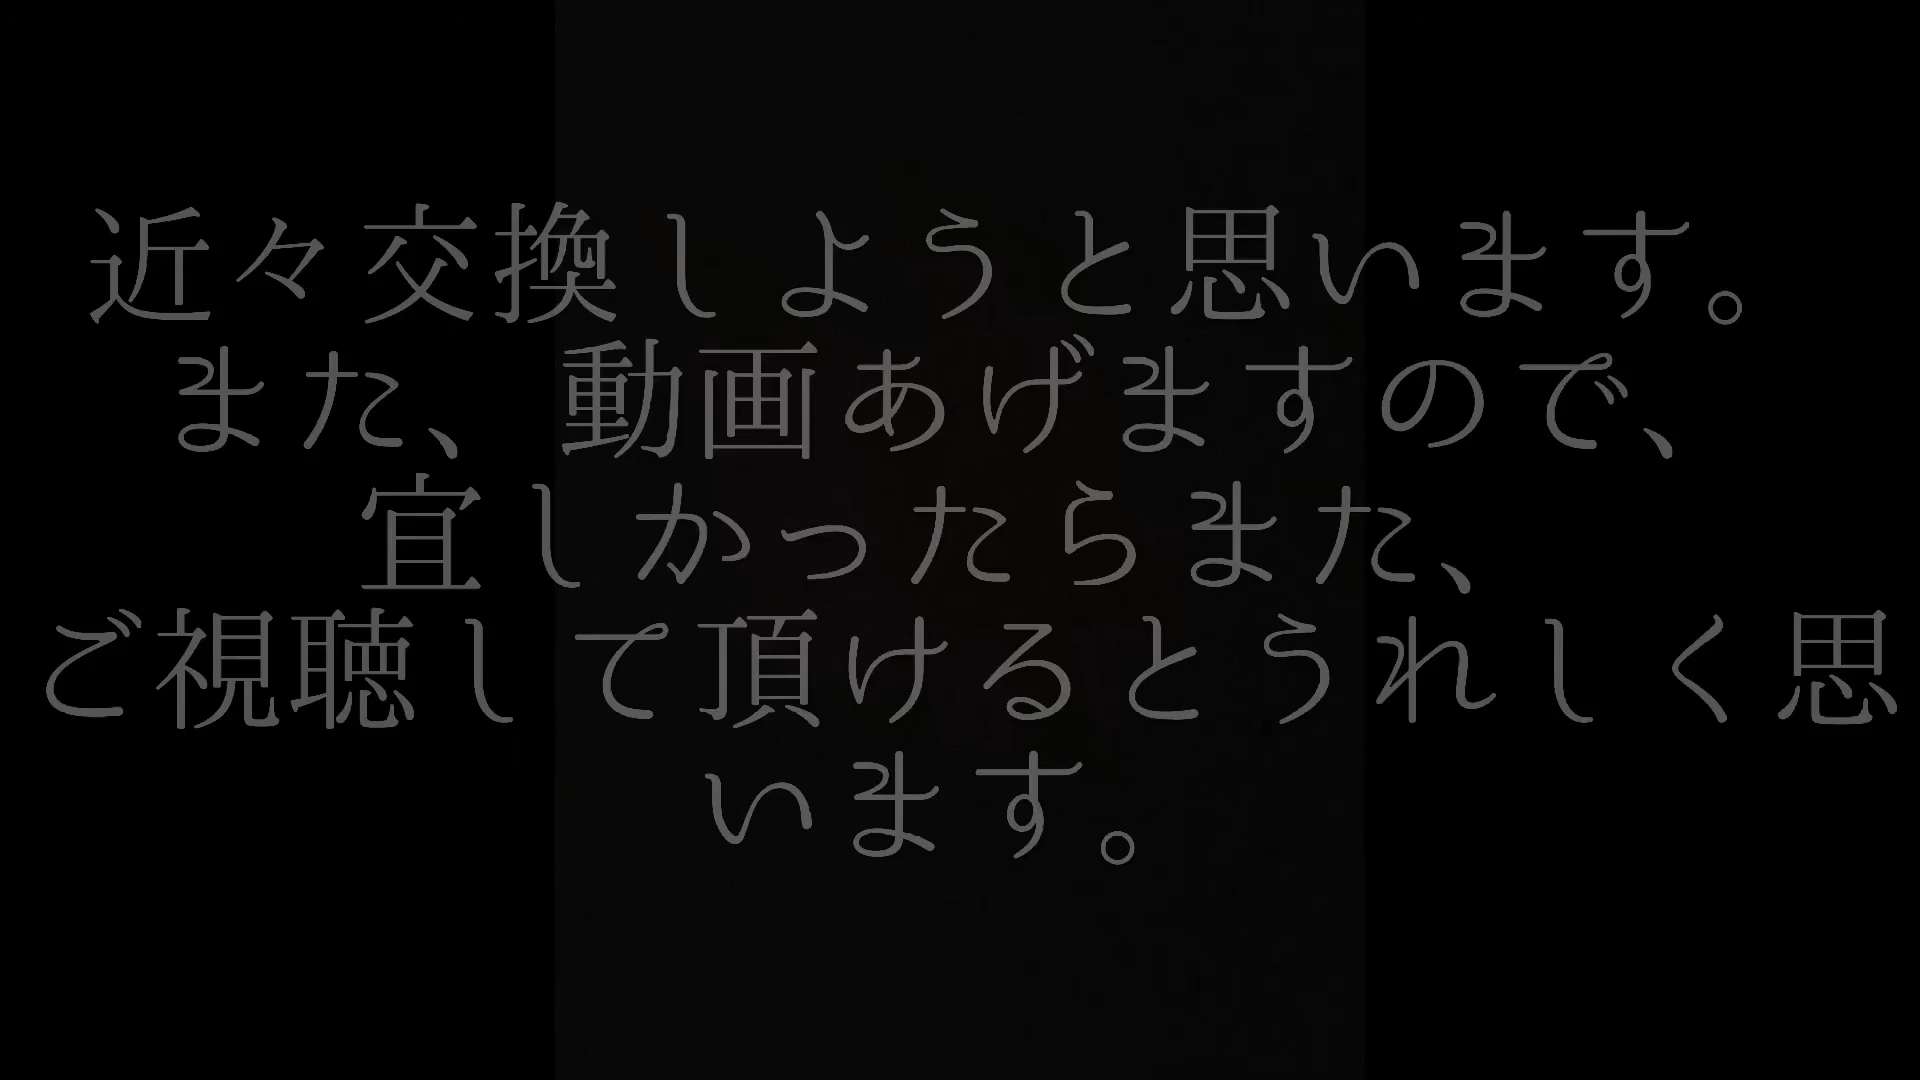 近々交換しようと思います。
また、動画あげますので、
宜しかったらまた、
ご視聴して頂けるとうれしく思
います。